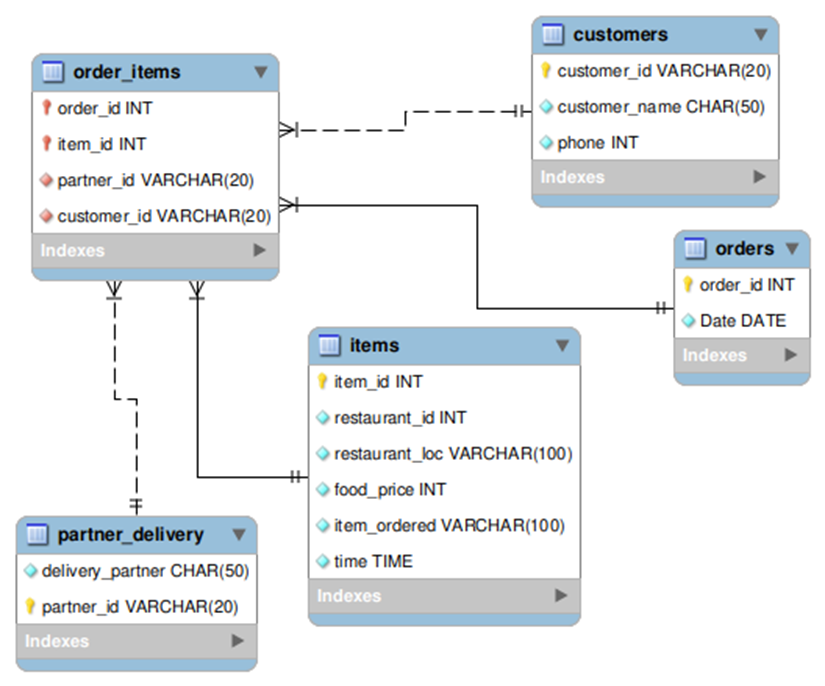 order_items
order_id INT
item_id INT
partner_id VARCHAR(20)
customer_id VARCHAR(20)
Indexes
customers
customer_id VARCHAR(20)
customer_name CHAR(50)
phone INT
Indexes
orders
order_id INT
Date DATE
Indexes
items
item_id INT
restaurant_id INT
restaurant_loc VARCHAR(100)
food_price INT
item_ordered VARCHAR(100)
time TIME
Indexes
partner_delivery
delivery_partner CHAR(50)
partner_id VARCHAR(20)
Indexes